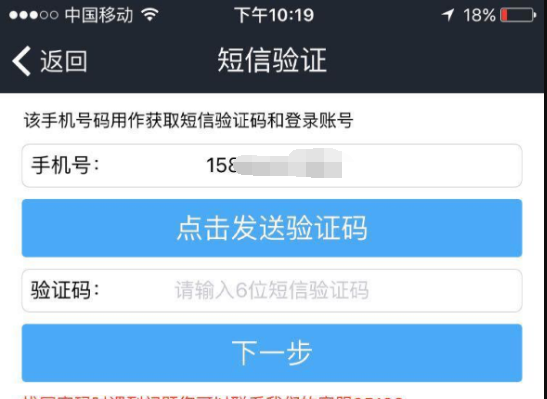 中国移动 下午10:19 18%
返回 短信验证
该手机号码用作获取短信验证码和登录账号
手机号: 158
点击发送验证码
验证码: 请输入6位短信验证码
下一步